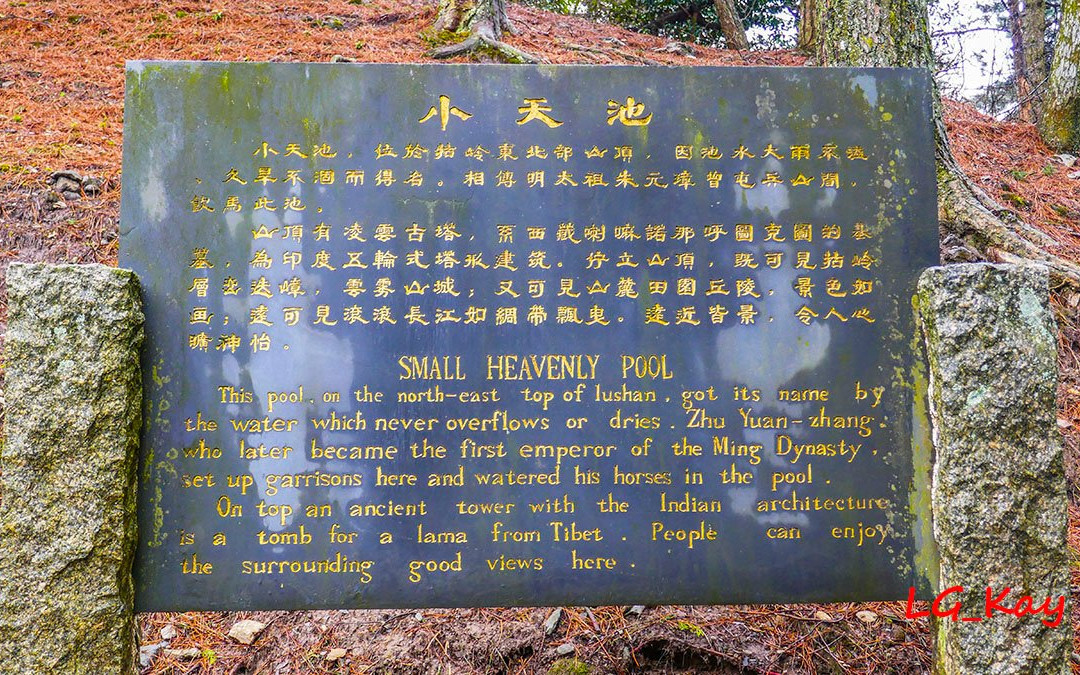 小天池
小天池，位於牯岭東北部山頂，因池水大雨不溢
，久旱不涸而得名。相傳明太祖朱元璋曾屯兵山間，
飲馬此池。
山頂有凌雲古塔，系西藏喇嘛諾那呼圖克圖的墓
墓，為印度五輪式塔形建筑。佇立山頂，既可見牯岭
層巒迭嶂，雲雾山城；又可見山麓田園丘陵，景色如
画；遠可見滾滾長江如綢帶飄曳。遠近皆景，令人心
曠神怡。
SMALL HEAVENLY POOL
This pool, on the north-east top of lushan, got its name by
the water which never overflows or dries. Zhu Yuan-zhang.
who later became the first emperor of the Ming Dynasty,
set up garrisons here and watered his horses in the pool.
On top an ancient tower with the Indian architecture
is a tomb for a lama from Tibet. People can enjoy
the surrounding good views here.
LG_Kay